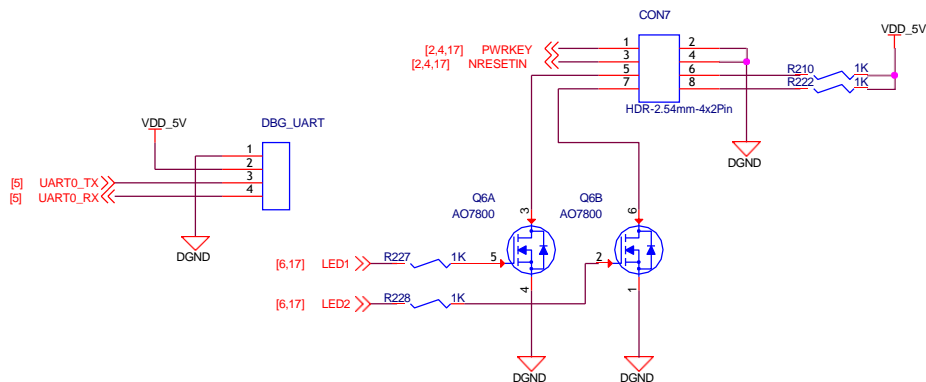 CON7
VDD_5V
[2,4,17] PWRKEY 1 2
[2,4,17] NRESETIN 3 4
5 6 R210 1K
7 8 R222 1K
HDR-2.54mm-4x2Pin
VDD_5V DBG_UART
DGND
1
2
[5] UART0_TX 3
[5] UART0_RX 4
Q6A Q6B
AO7800 AO7800
3 6
DGND
[6,17] LED1 R227 1K 5 2
4 1
[6,17] LED2 R228 1K
DGND DGND